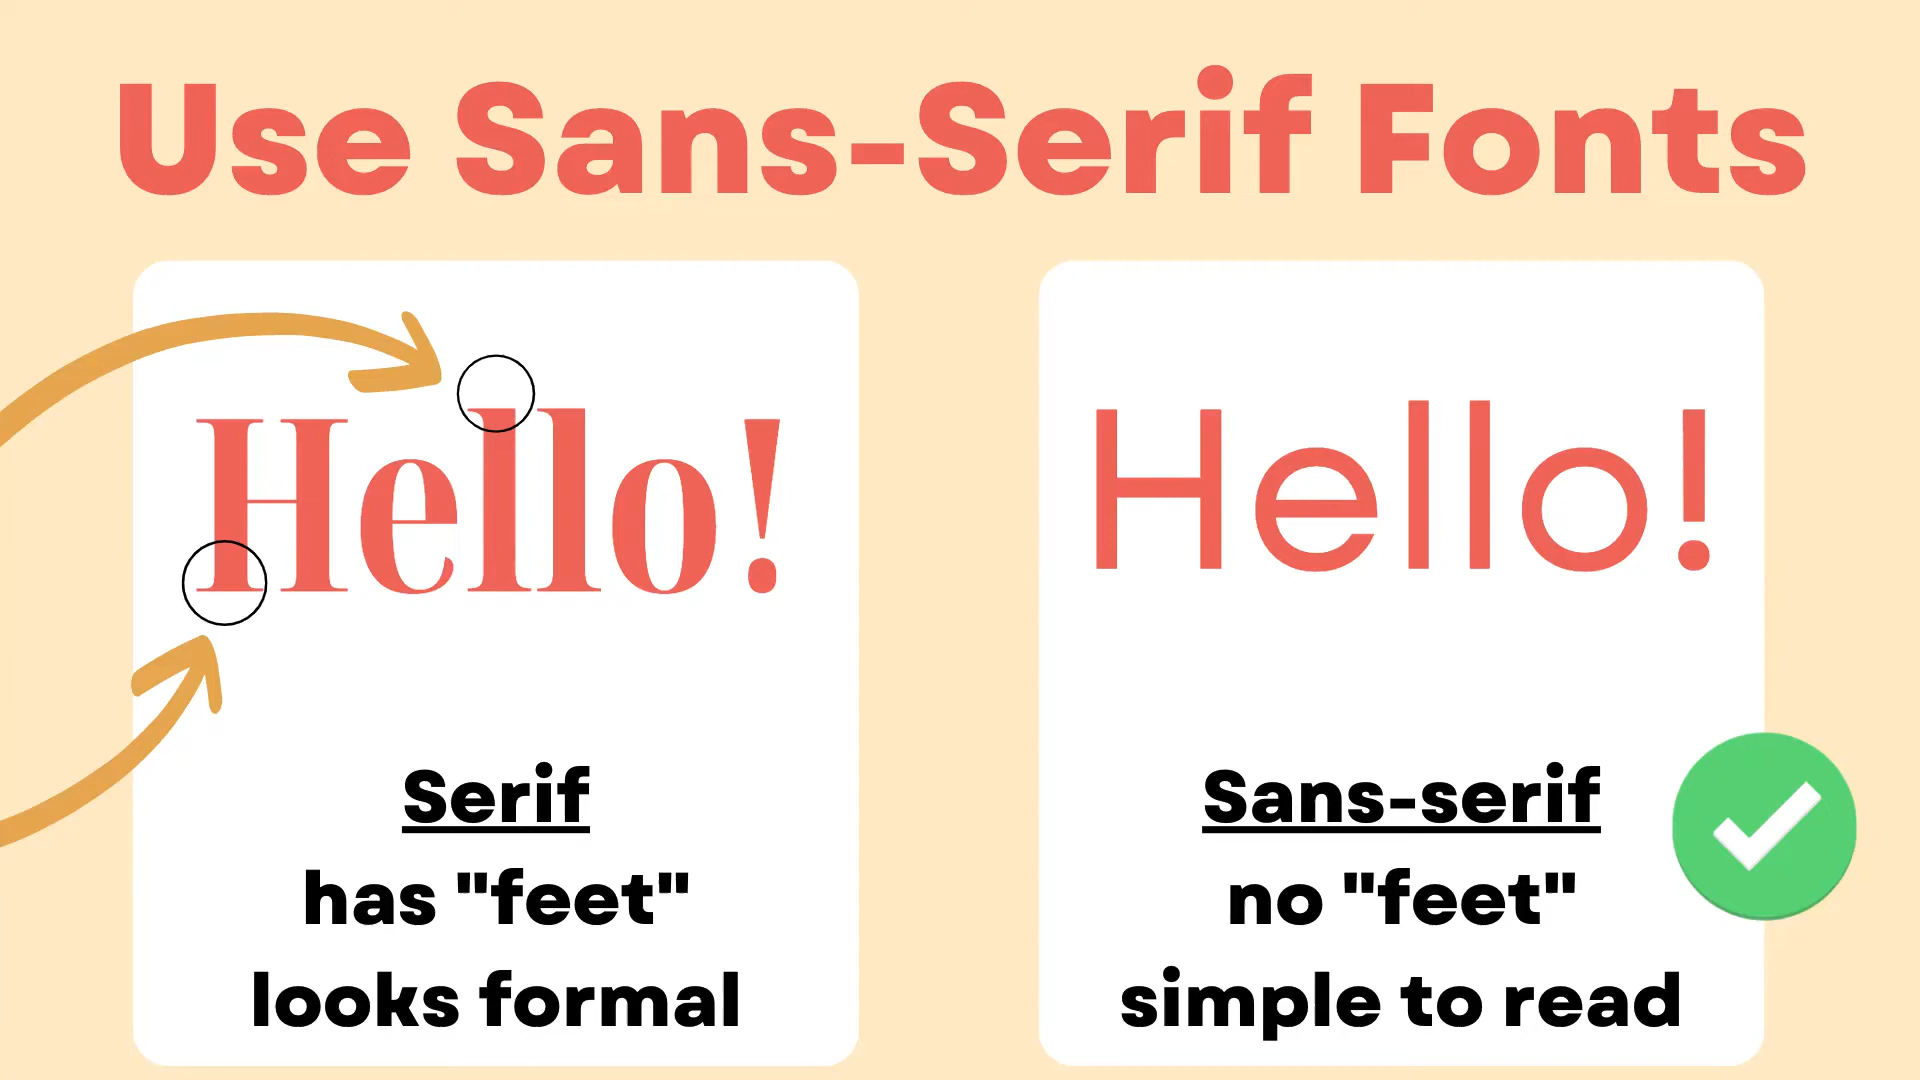 Use Sans-Serif Fonts
Hello!
Serif
has "feet"
looks formal
Hello!
Sans-serif
no "feet"
simple to read